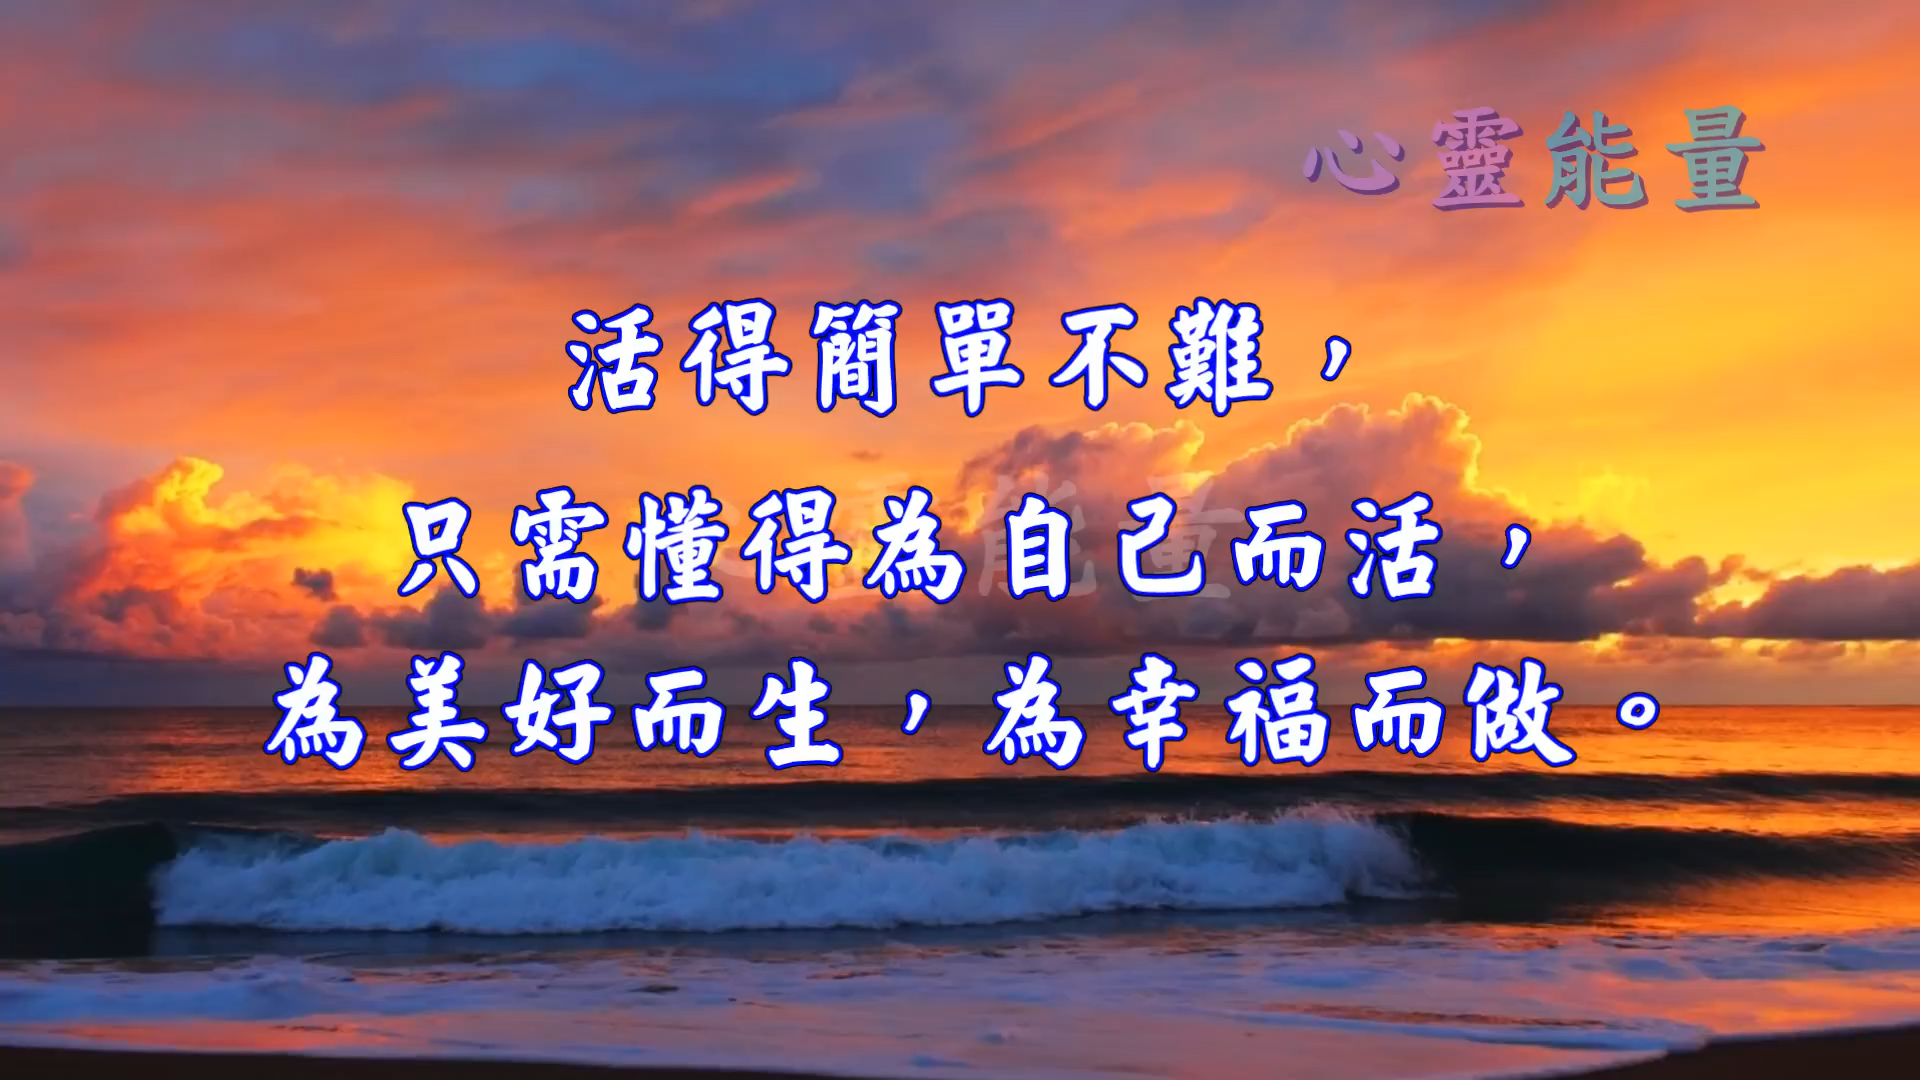 心靈能量
活得簡單不難，
只需懂得為自己而活，
為美好而生，為幸福而做。